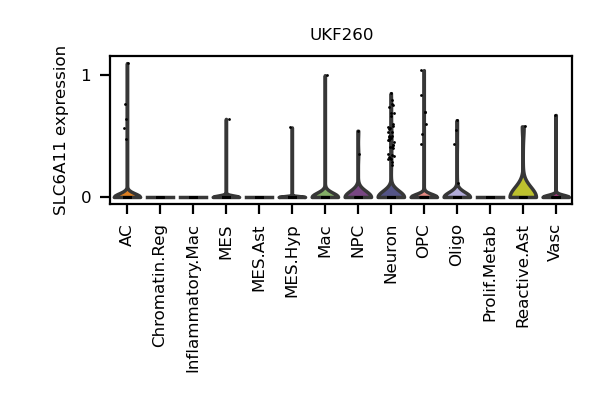 UKF260
SLC6A11 expression
1
0
AC
Chromatin.Reg
Inflammatory.Mac
MES
MES.Ast
MES.Hyp
Mac
NPC
Neuron
OPC
Oligo
Prolif.Metab
Reactive.Ast
Vasc